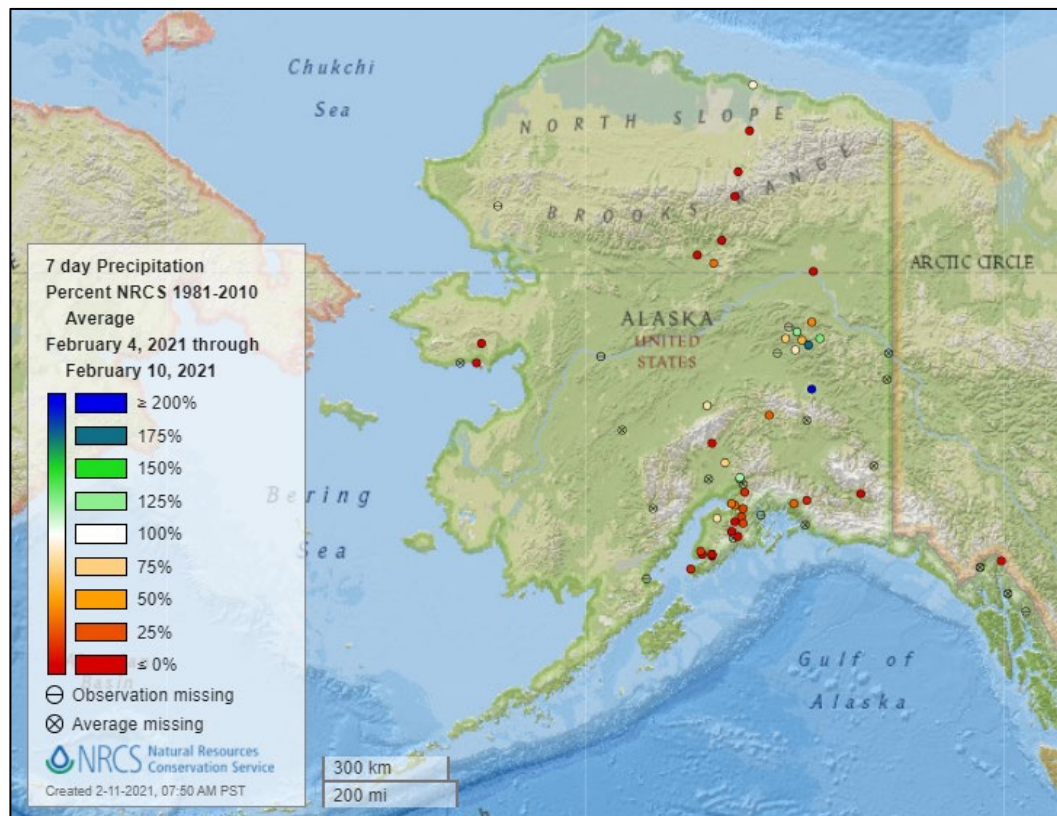 Chukchi
Sea
NORTH SLOPE
BROOKS RANGE
ARCTIC CIRCLE
ALASKA
UNITED
STATES
7 day Precipitation
Percent NRCS 1981-2010
Average
February 4, 2021 through
February 10, 2021
≥ 200%
175%
150%
125%
100%
75%
50%
25%
≤ 0%
Observation missing
Average missing
NRCS Natural Resources
Conservation Service
Created 2-11-2021, 07:50 AM PST
Bering
Sea
Basin
Gulf of
Alaska
300 km
200 mi